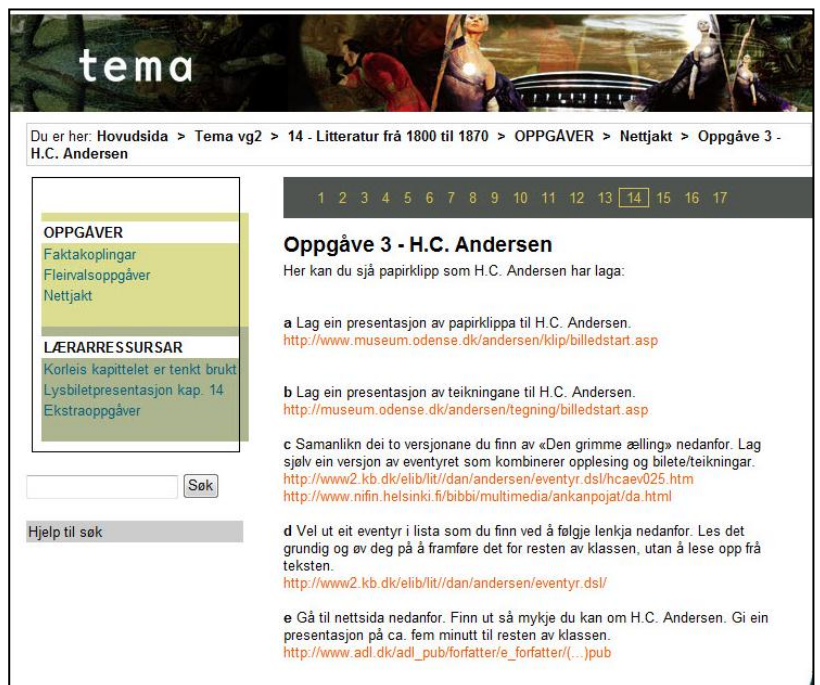 tema
Du er her: Hovudsida > Tema vg2 > 14 - Litteratur frå 1800 til 1870 > OPPGÅVER > Nettjakt > Oppgåve 3 -
H.C. Andersen
1 2 3 4 5 6 7 8 9 10 11 12 13 14 15 16 17
OPPGÅVER
Faktakoplingar
Fleirvalsoppgåver
Nettjakt
LÆRARRESSURSAR
Korleis kapittelet er tenkt brukt
Lysbiletpresentasjon kap. 14
Ekstraoppgåver
Søk
Hjelp til søk
Oppgåve 3 - H.C. Andersen
Her kan du sjå papirklipp som H.C. Andersen har laga:
a Lag ein presentasjon av papirklippa til H.C. Andersen.
http://www.museum.odense.dk/andersen/klip/billedstart.asp
b Lag ein presentasjon av teikningane til H.C. Andersen.
http://museum.odense.dk/andersen/tegning/billedstart.asp
c Samanlikn dei to versjonane du finn av «Den grimme ælling» nedanfor. Lag
sjølv ein versjon av eventyret som kombinerer opplesing og bilete/teikningar.
http://www2.kb.dk/elib/lit//dan/andersen/eventyr.dsl/hcaev025.htm
http://www.nifin.helsinki.fi/bibbi/multimedia/ankanpojat/da.html
d Vel ut eit eventyr i lista som du finn ved å følgje lenkja nedanfor. Les det
grundig og øv deg på å framføre det for resten av klassen, utan å lese opp frå
teksten.
http://www2.kb.dk/elib/lit//dan/andersen/eventyr.dsl/
e Gå til nettsida nedanfor. Finn ut så mykje du kan om H.C. Andersen. Gi ein
presentasjon på ca. fem minutt til resten av klassen.
http://www.adl.dk/adl_pub/forfatter/e_forfatter/(...)pub